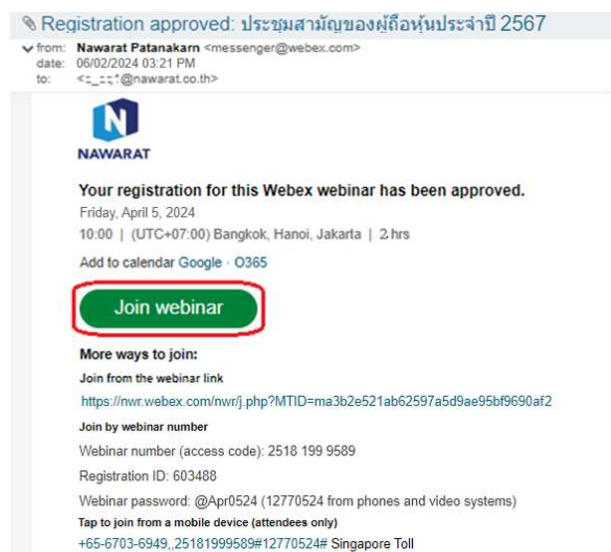 Registration approved: ประชุมสามัญของผู้ถือหุ้นประจำปี 2567
from: Nawarat Patanakarn <messenger@webex.com>
date: 06/02/2024 03:21 PM
to: @nawarat.co.th>
N
NAWARAT
Your registration for this Webex webinar has been approved.
Friday, April 5, 2024
10:00 | (UTC+07:00) Bangkok, Hanoi, Jakarta | 2 hrs
Add to calendar Google · O365
Join webinar
More ways to join:
Join from the webinar link
https://nwr.webex.com/nwr/j.php?MTID=ma3b2e521ab62597a5d9ae95bf9690af2
Join by webinar number
Webinar number (access code): 2518 199 9589
Registration ID: 603488
Webinar password: @Apr0524 (12770524 from phones and video systems)
Tap to join from a mobile device (attendees only)
+65-6703-6949,,25181999589#12770524# Singapore Toll